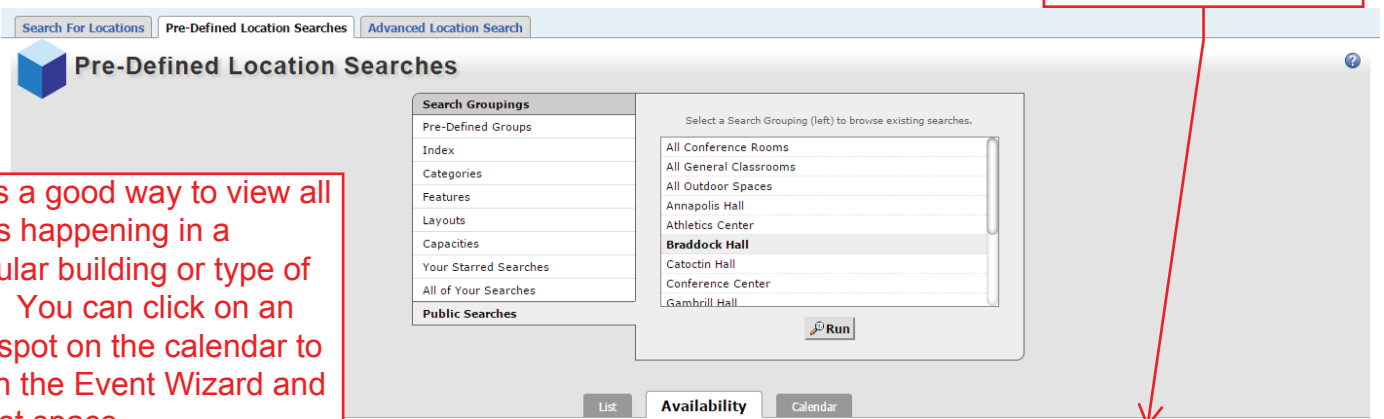 Search For Locations Pre-Defined Location Searches Advanced Location Search
Pre-Defined Location Searches
Search Groupings
Pre-Defined Groups
Index
Categories
Features
Layouts
Capacities
Your Starred Searches
All of Your Searches
Public Searches
Select a Search Grouping (left) to browse existing searches.
All Conference Rooms
All General Classrooms
All Outdoor Spaces
Annapolis Hall
Athletics Center
Braddock Hall
Catoctin Hall
Conference Center
Gambrill Hall
Run
a good way to view all
happening in a
building or type of
You can click on an
spot on the calendar to
the Event Wizard and
space
List Availability Calendar